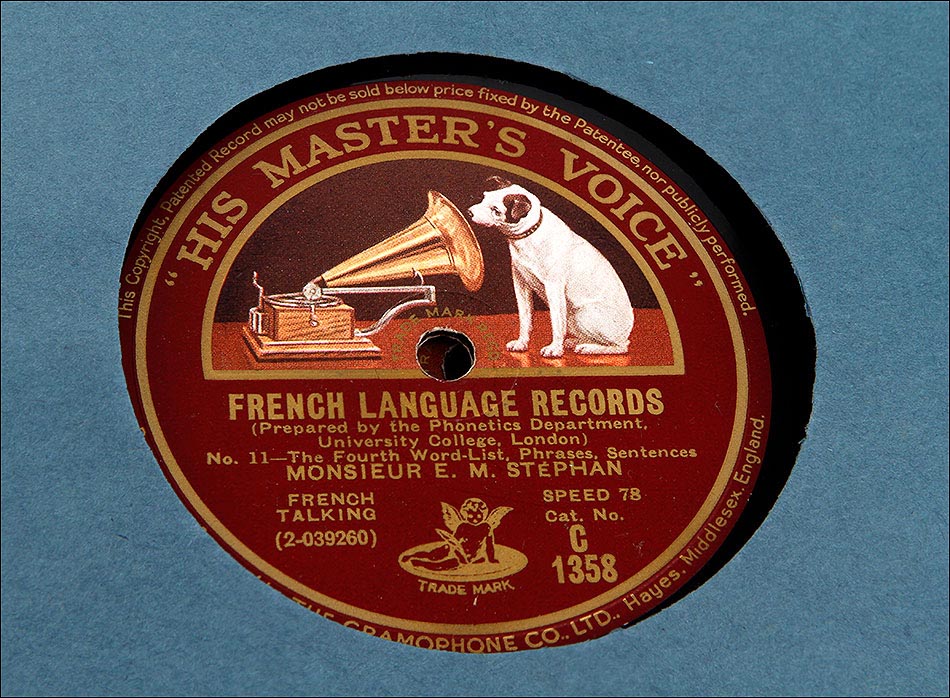 This Copyright, Patented Record may not be sold below price fixed by the Patentee, nor publicly performed.
"HIS MASTER'S VOICE"
FRENCH LANGUAGE RECORDS
(Prepared by the Phonetics Department,
University College, London)
No. 11—The Fourth Word-List, Phrases, Sentences
MONSIEUR E. M. STÉPHAN
FRENCH
TALKING
(2-039260)
SPEED 78
Cat. No.
C
1358
TRADE MARK
THE GRAMOPHONE CO., LTD., Hayes, Middlesex, England.